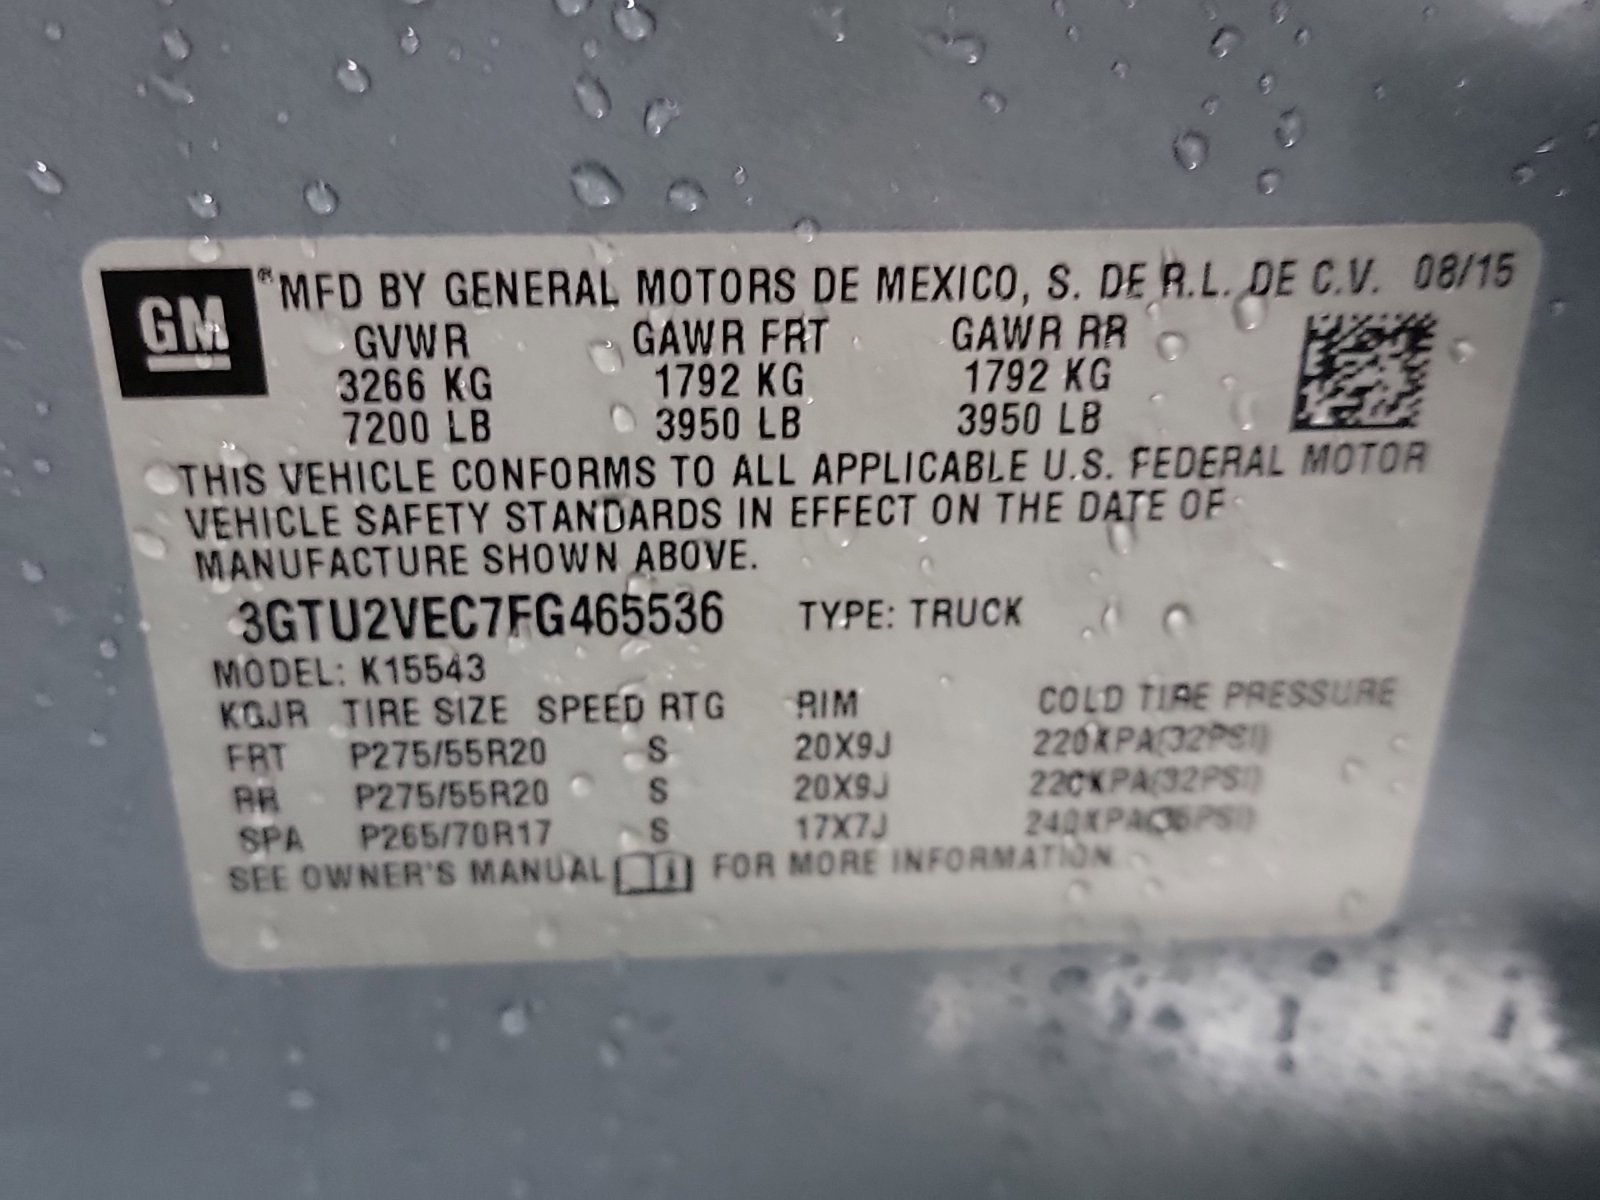 GM ® MFD BY GENERAL MOTORS DE MEXICO, S. DE R.L. DE C.V. 08/15
GVWR GAWR FRT GAWR RR
3266 KG 1792 KG 1792 KG
7200 LB 3950 LB 3950 LB
THIS VEHICLE CONFORMS TO ALL APPLICABLE U.S. FEDERAL MOTOR
VEHICLE SAFETY STANDARDS IN EFFECT ON THE DATE OF
MANUFACTURE SHOWN ABOVE.
3GTU2VEC7FG465536 TYPE: TRUCK
MODEL: K15543
KQJR TIRE SIZE SPEED RTG RIM COLD TIRE PRESSURE
FRT P275/55R20 S 20X9J 220KPA(32PSI)
RR P275/55R20 S 20X9J 220KPA(32PSI)
SPA P265/70R17 S 17X7J 240KPA(35PSI)
SEE OWNER'S MANUAL FOR MORE INFORMATION